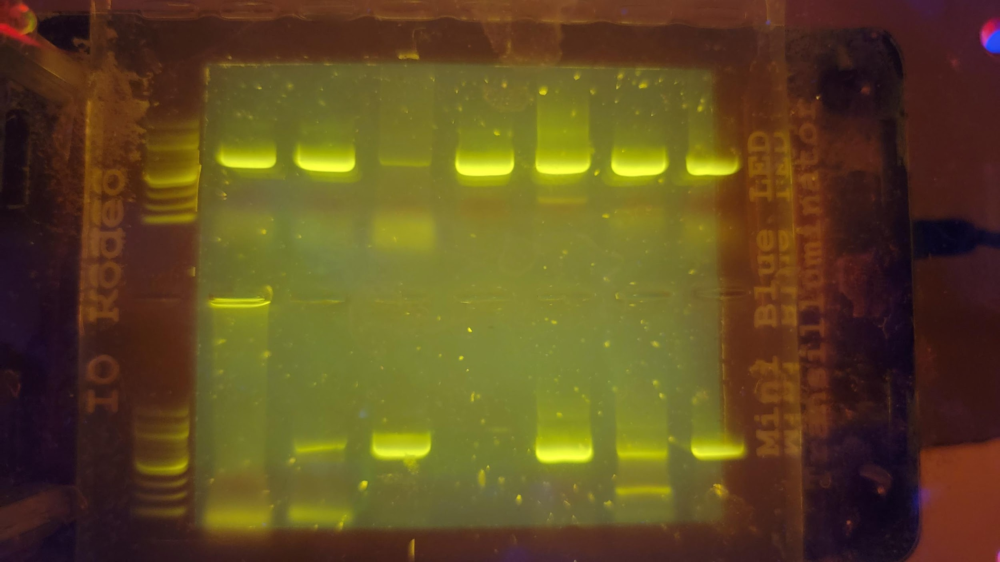 IO Rodeo
Mini Blue LED
Transilluminator